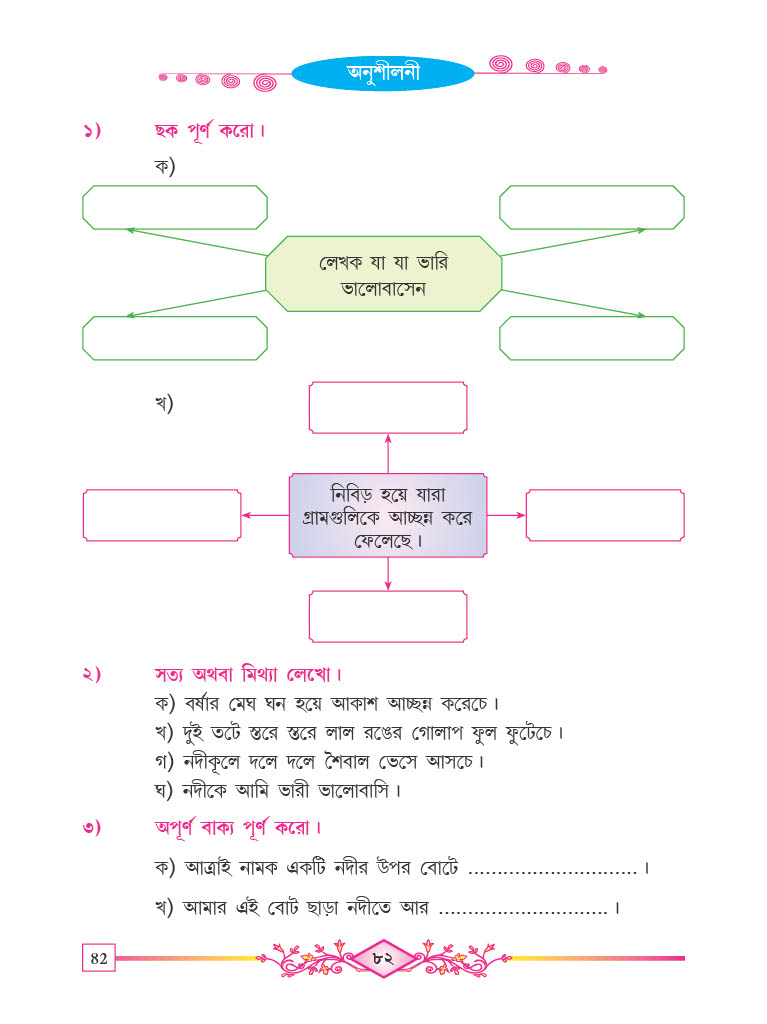 অনুশীলনী
১) ছক পূর্ণ করো।
ক)
লেখক যা যা ভারি
ভালোবাসেন
খ)
নিবিড় হয়ে যারা
গ্রামগুলিকে আচ্ছন্ন করে
ফেলেছে।
২) সত্য অথবা মিথ্যা লেখো।
ক) বর্ষার মেঘ ঘন হয়ে আকাশ আচ্ছন্ন করেচে।
খ) দুই তটে স্তরে স্তরে লাল রঙের গোলাপ ফুল ফুটেচে।
গ) নদীকূলে দলে দলে শৈবাল ভেসে আসচে।
ঘ) নদীকে আমি ভারী ভালোবাসি।
৩) অপূর্ণ বাক্য পূর্ণ করো।
ক) আত্রাই নামক একটি নদীর উপর বোটে .............................।
খ) আমার এই বোট ছাড়া নদীতে আর .............................।
82 ৮২